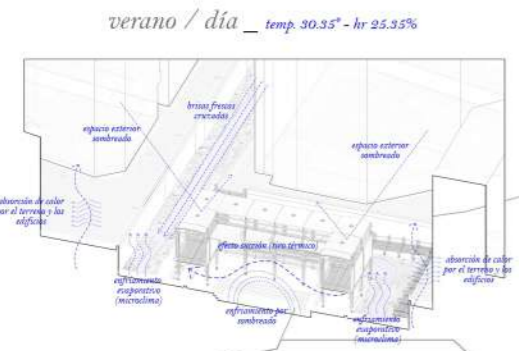 verano / día _ temp. 30.35° - hr 25.35%
brisas frescas
cruzadas
espacio exterior
sombreado
espacio exterior
sombreado
absorción de calor
por el terreno y los
edificios
efecto succión (tiro térmico)
absorción de calor
por el terreno y los
edificios
enfriamiento
evaporativo
(microclima)
enfriamiento por
sombreado
enfriamiento
evaporativo
(microclima)